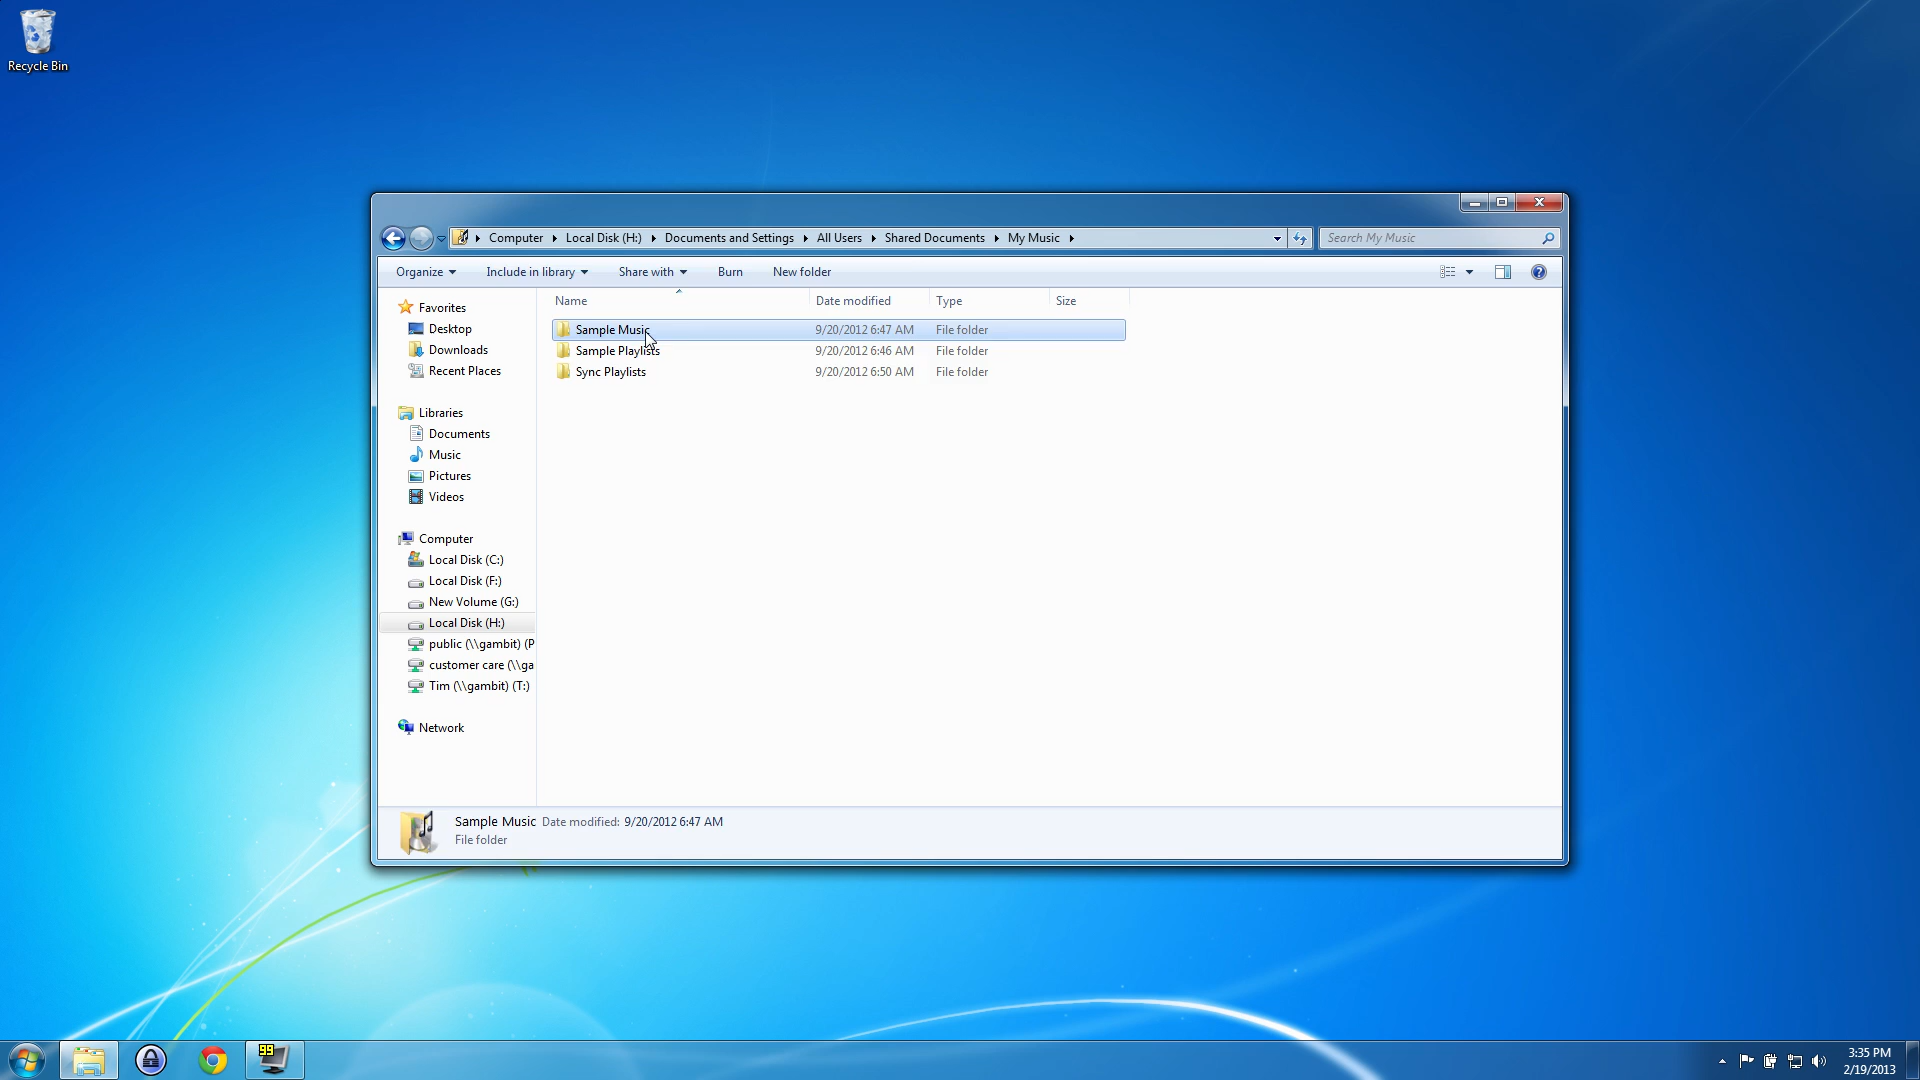 Recycle Bin
Computer Local Disk (H:) Documents and Settings All Users Shared Documents My Music
Search My Music
Organize Include in library Share with Burn New folder
Favorites
Desktop
Downloads
Recent Places
Libraries
Documents
Music
Pictures
Videos
Computer
Local Disk (C:)
Local Disk (F:)
New Volume (G:)
Local Disk (H:)
public (\\gambit) (P
customer care (\\ga
Tim (\\gambit) (T:)
Network
Name Date modified Type Size
Sample Music 9/20/2012 6:47 AM File folder
Sample Playlists 9/20/2012 6:46 AM File folder
Sync Playlists 9/20/2012 6:50 AM File folder
Sample Music Date modified: 9/20/2012 6:47 AM
File folder
99
3:35 PM
2/19/2013